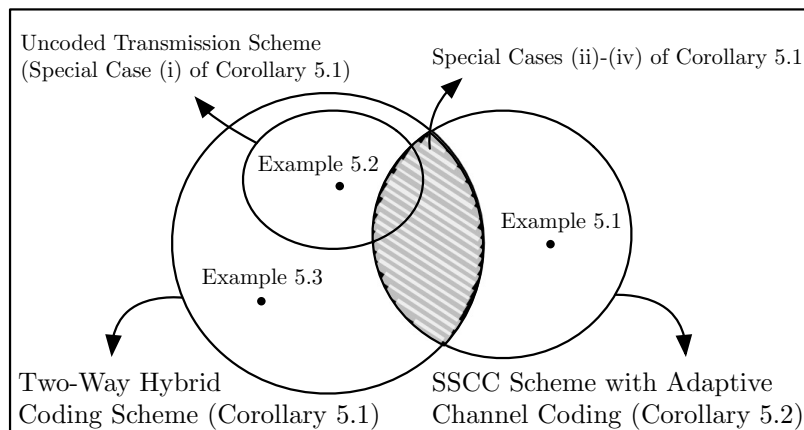 Uncoded Transmission Scheme
(Special Case (i) of Corollary 5.1)
Special Cases (ii)-(iv) of Corollary 5.1
Example 5.2
Example 5.1
Example 5.3
Two-Way Hybrid
Coding Scheme (Corollary 5.1)
SSCC Scheme with Adaptive
Channel Coding (Corollary 5.2)